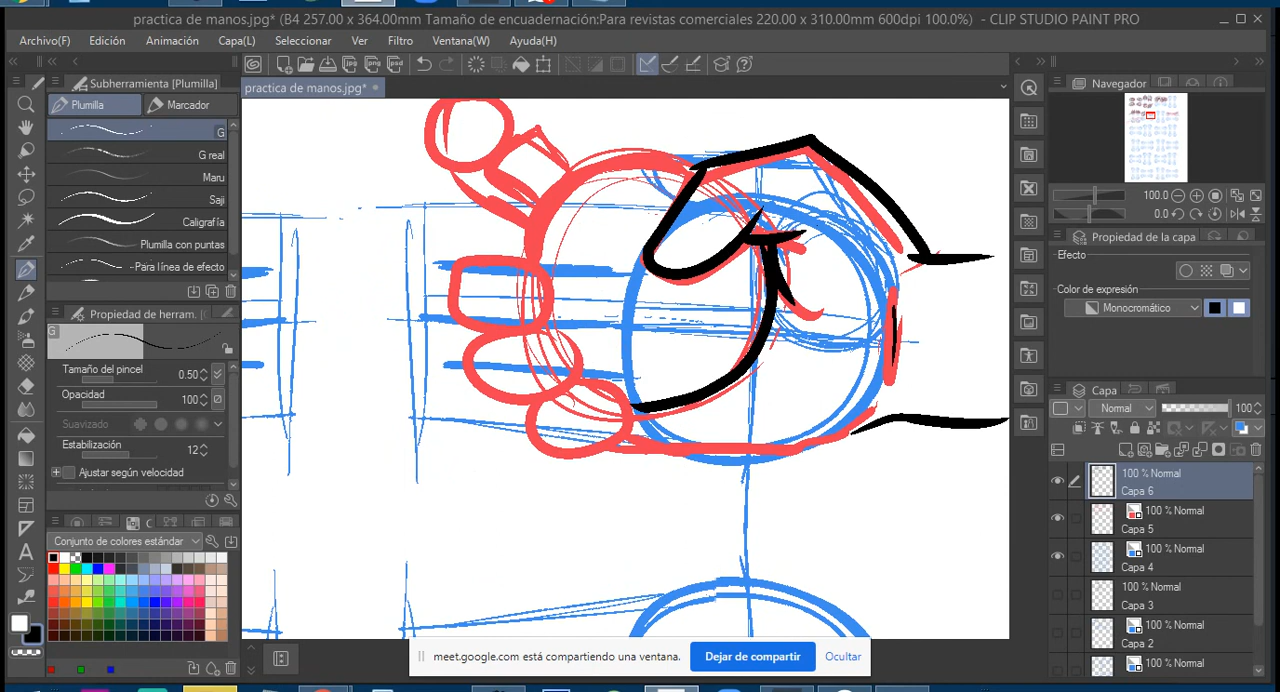 practica de manos.jpg* (B4 257.00 x 364.00mm Tamaño de encuadernación:Para revistas comerciales 220.00 x 310.00mm 600dpi 100.0%) - CLIP STUDIO PAINT PRO
Archivo(F) Edición Animación Capa(L) Seleccionar Ver Filtro Ventana(W) Ayuda(H)
Subherramienta [Plumilla]
Plumilla Marcador
G
G real
Maru
Saji
Caligrafía
Plumilla con puntas
Para línea de efecto
Propiedad de herram.
G
Tamaño del pincel 0.50
Opacidad 100
Suavizado
Estabilización 12
Ajustar según velocidad
Conjunto de colores estándar
practica de manos.jpg*
Navegador
100.0
0.0
Propiedad de la capa
Efecto
Color de expresión
Monocromático
Capa
Normal 100
100 % Normal
Capa 6
100 % Normal
Capa 5
100 % Normal
Capa 4
100 % Normal
Capa 3
100 % Normal
Capa 2
100 % Normal
meet.google.com está compartiendo una ventana. Dejar de compartir Ocultar